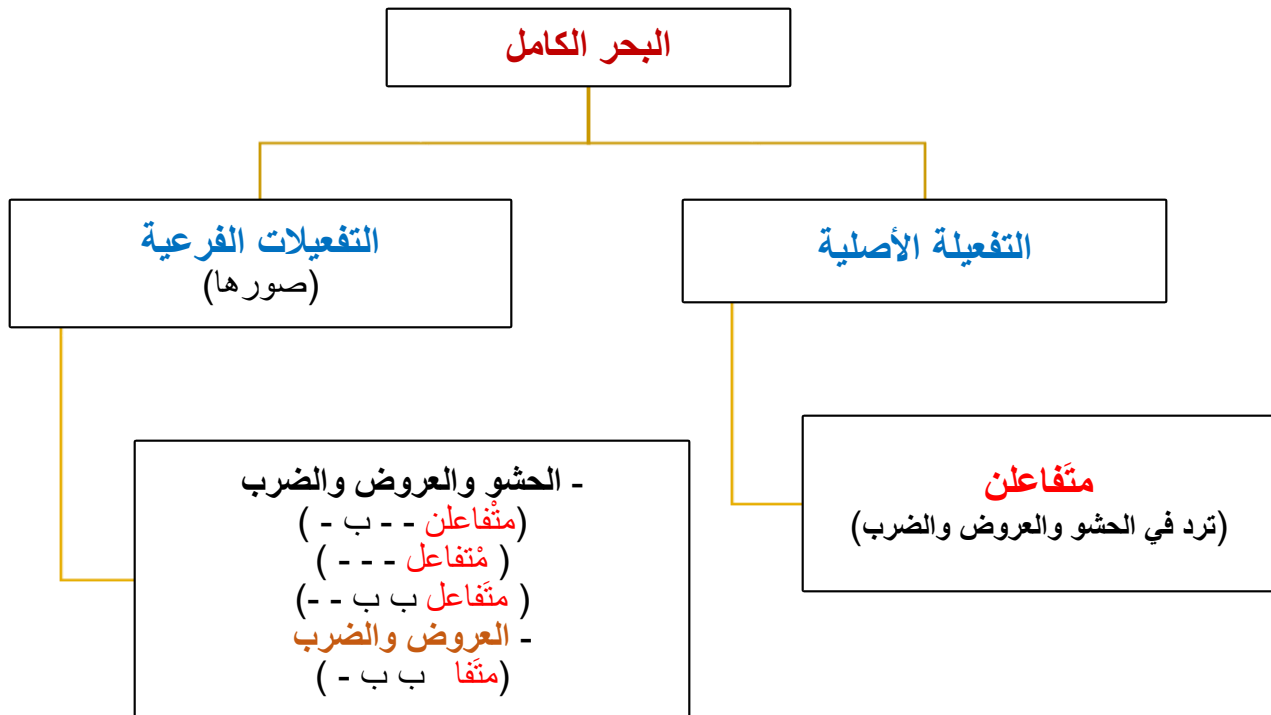 البحر الكامل
التفعيلة الأصلية
التفعيلات الفرعية
(صورها)
متَفاعلن
(ترد في الحشو والعروض والضرب)
- الحشو والعروض والضرب
(متْفاعلن - - ب - )
( مْتفاعل - - - )
( متَفاعل ب ب - -)
- العروض والضرب
(متَفا ب ب - )